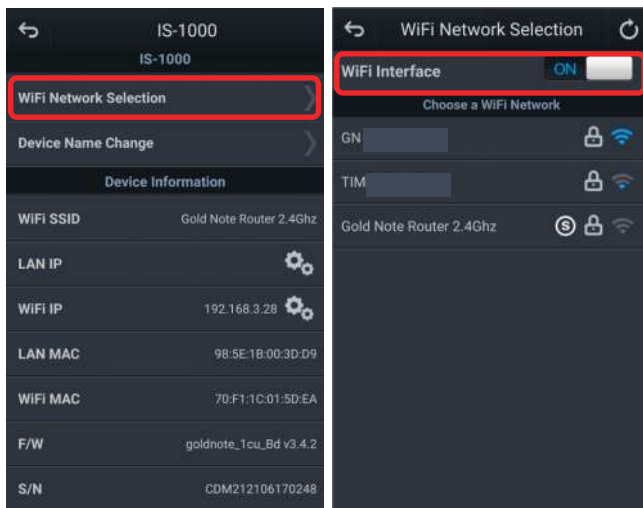 IS-1000
IS-1000
WiFi Network Selection
Device Name Change
Device Information
WiFi SSID Gold Note Router 2.4Ghz
LAN IP
WiFi IP 192.168.3.28
LAN MAC 98:5E:1B:00:3D:D9
WiFi MAC 70:F1:1C:01:5D:EA
F/W goldnote_1cu_Bd v3.4.2
S/N CDM212106170248
WiFi Network Selection
WiFi Interface ON
Choose a WiFi Network
GN
TIM
Gold Note Router 2.4Ghz S